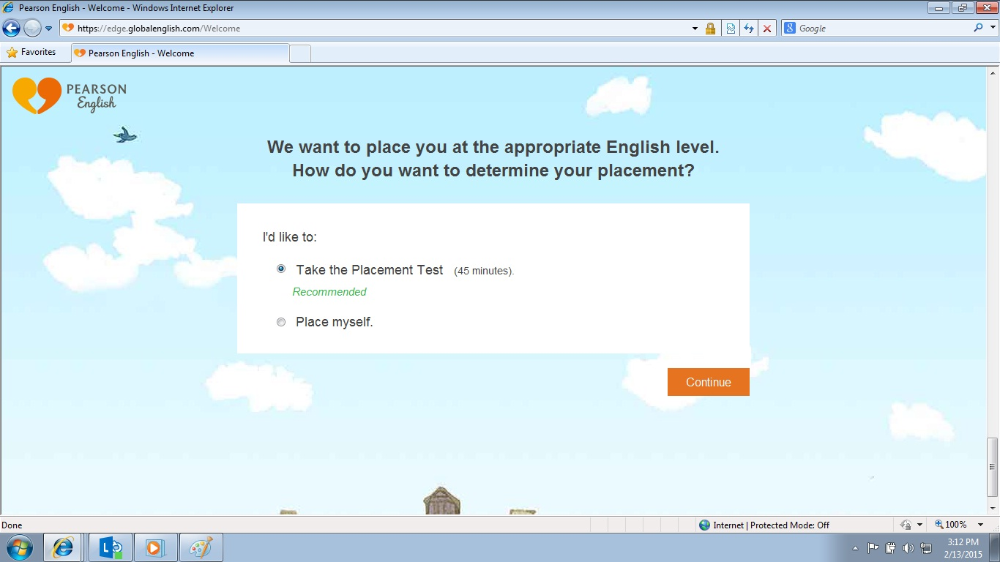 Pearson English - Welcome - Windows Internet Explorer
https://edge.globalenglish.com/Welcome
Google
Favorites
Pearson English - Welcome
PEARSON
English
We want to place you at the appropriate English level.
How do you want to determine your placement?
I'd like to:
Take the Placement Test (45 minutes).
Recommended
Place myself.
Continue
Done
Internet | Protected Mode: Off
100%
3:12 PM
2/13/2015